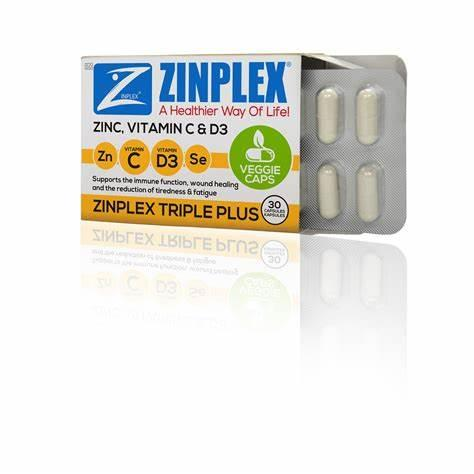 ZINPLEX®
ZINPLEX®
A Healthier Way Of Life!
ZINC, VITAMIN C & D3
Zn
VITAMIN
C
VITAMIN
D3
Se
VEGGIE
CAPS
Supports the immune function, wound healing
and the reduction of tiredness & fatigue
ZINPLEX TRIPLE PLUS
30
CAPSULES
CAPSULES